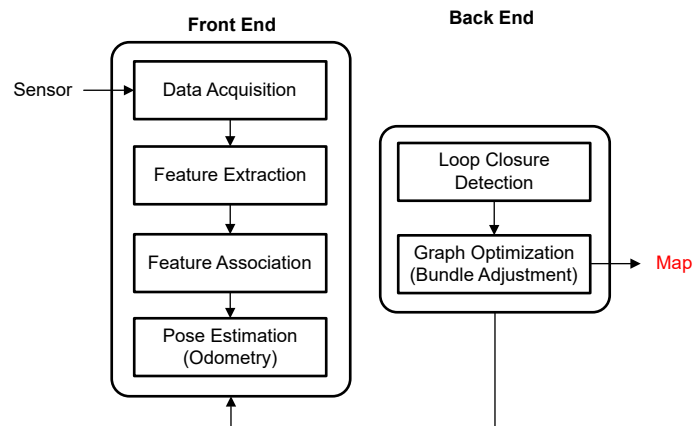 Front End
Back End
Sensor
Data Acquisition
Feature Extraction
Feature Association
Pose Estimation
(Odometry)
Loop Closure
Detection
Graph Optimization
(Bundle Adjustment)
Map